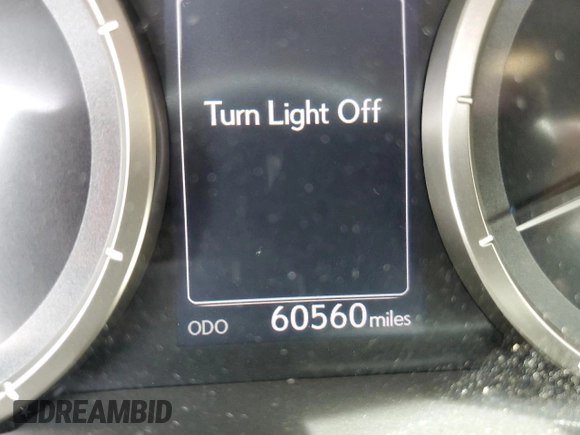 Turn Light Off
ODO 60560 miles
DREAMBID